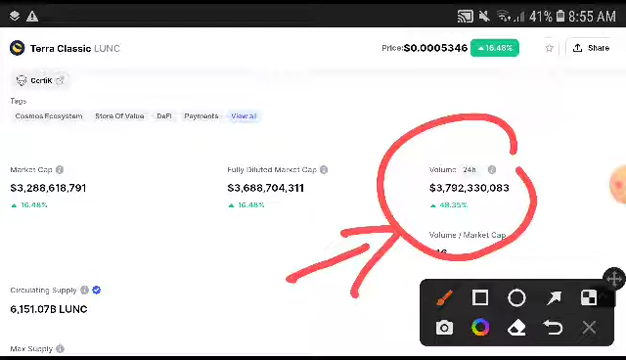 41% 8:55 AM
Terra Classic LUNC Price:$0.0005346 16.48% Share
CertiK
Tags
Cosmos Ecosystem Store Of Value DeFi Payments View all
Market Cap Fully Diluted Market Cap Volume 24h
$3,288,618,791 $3,688,704,311 $3,792,330,083
16.48% 16.48% 48.35%
Volume / Market Cap
Circulating Supply
6,151.07B LUNC
Max Supply